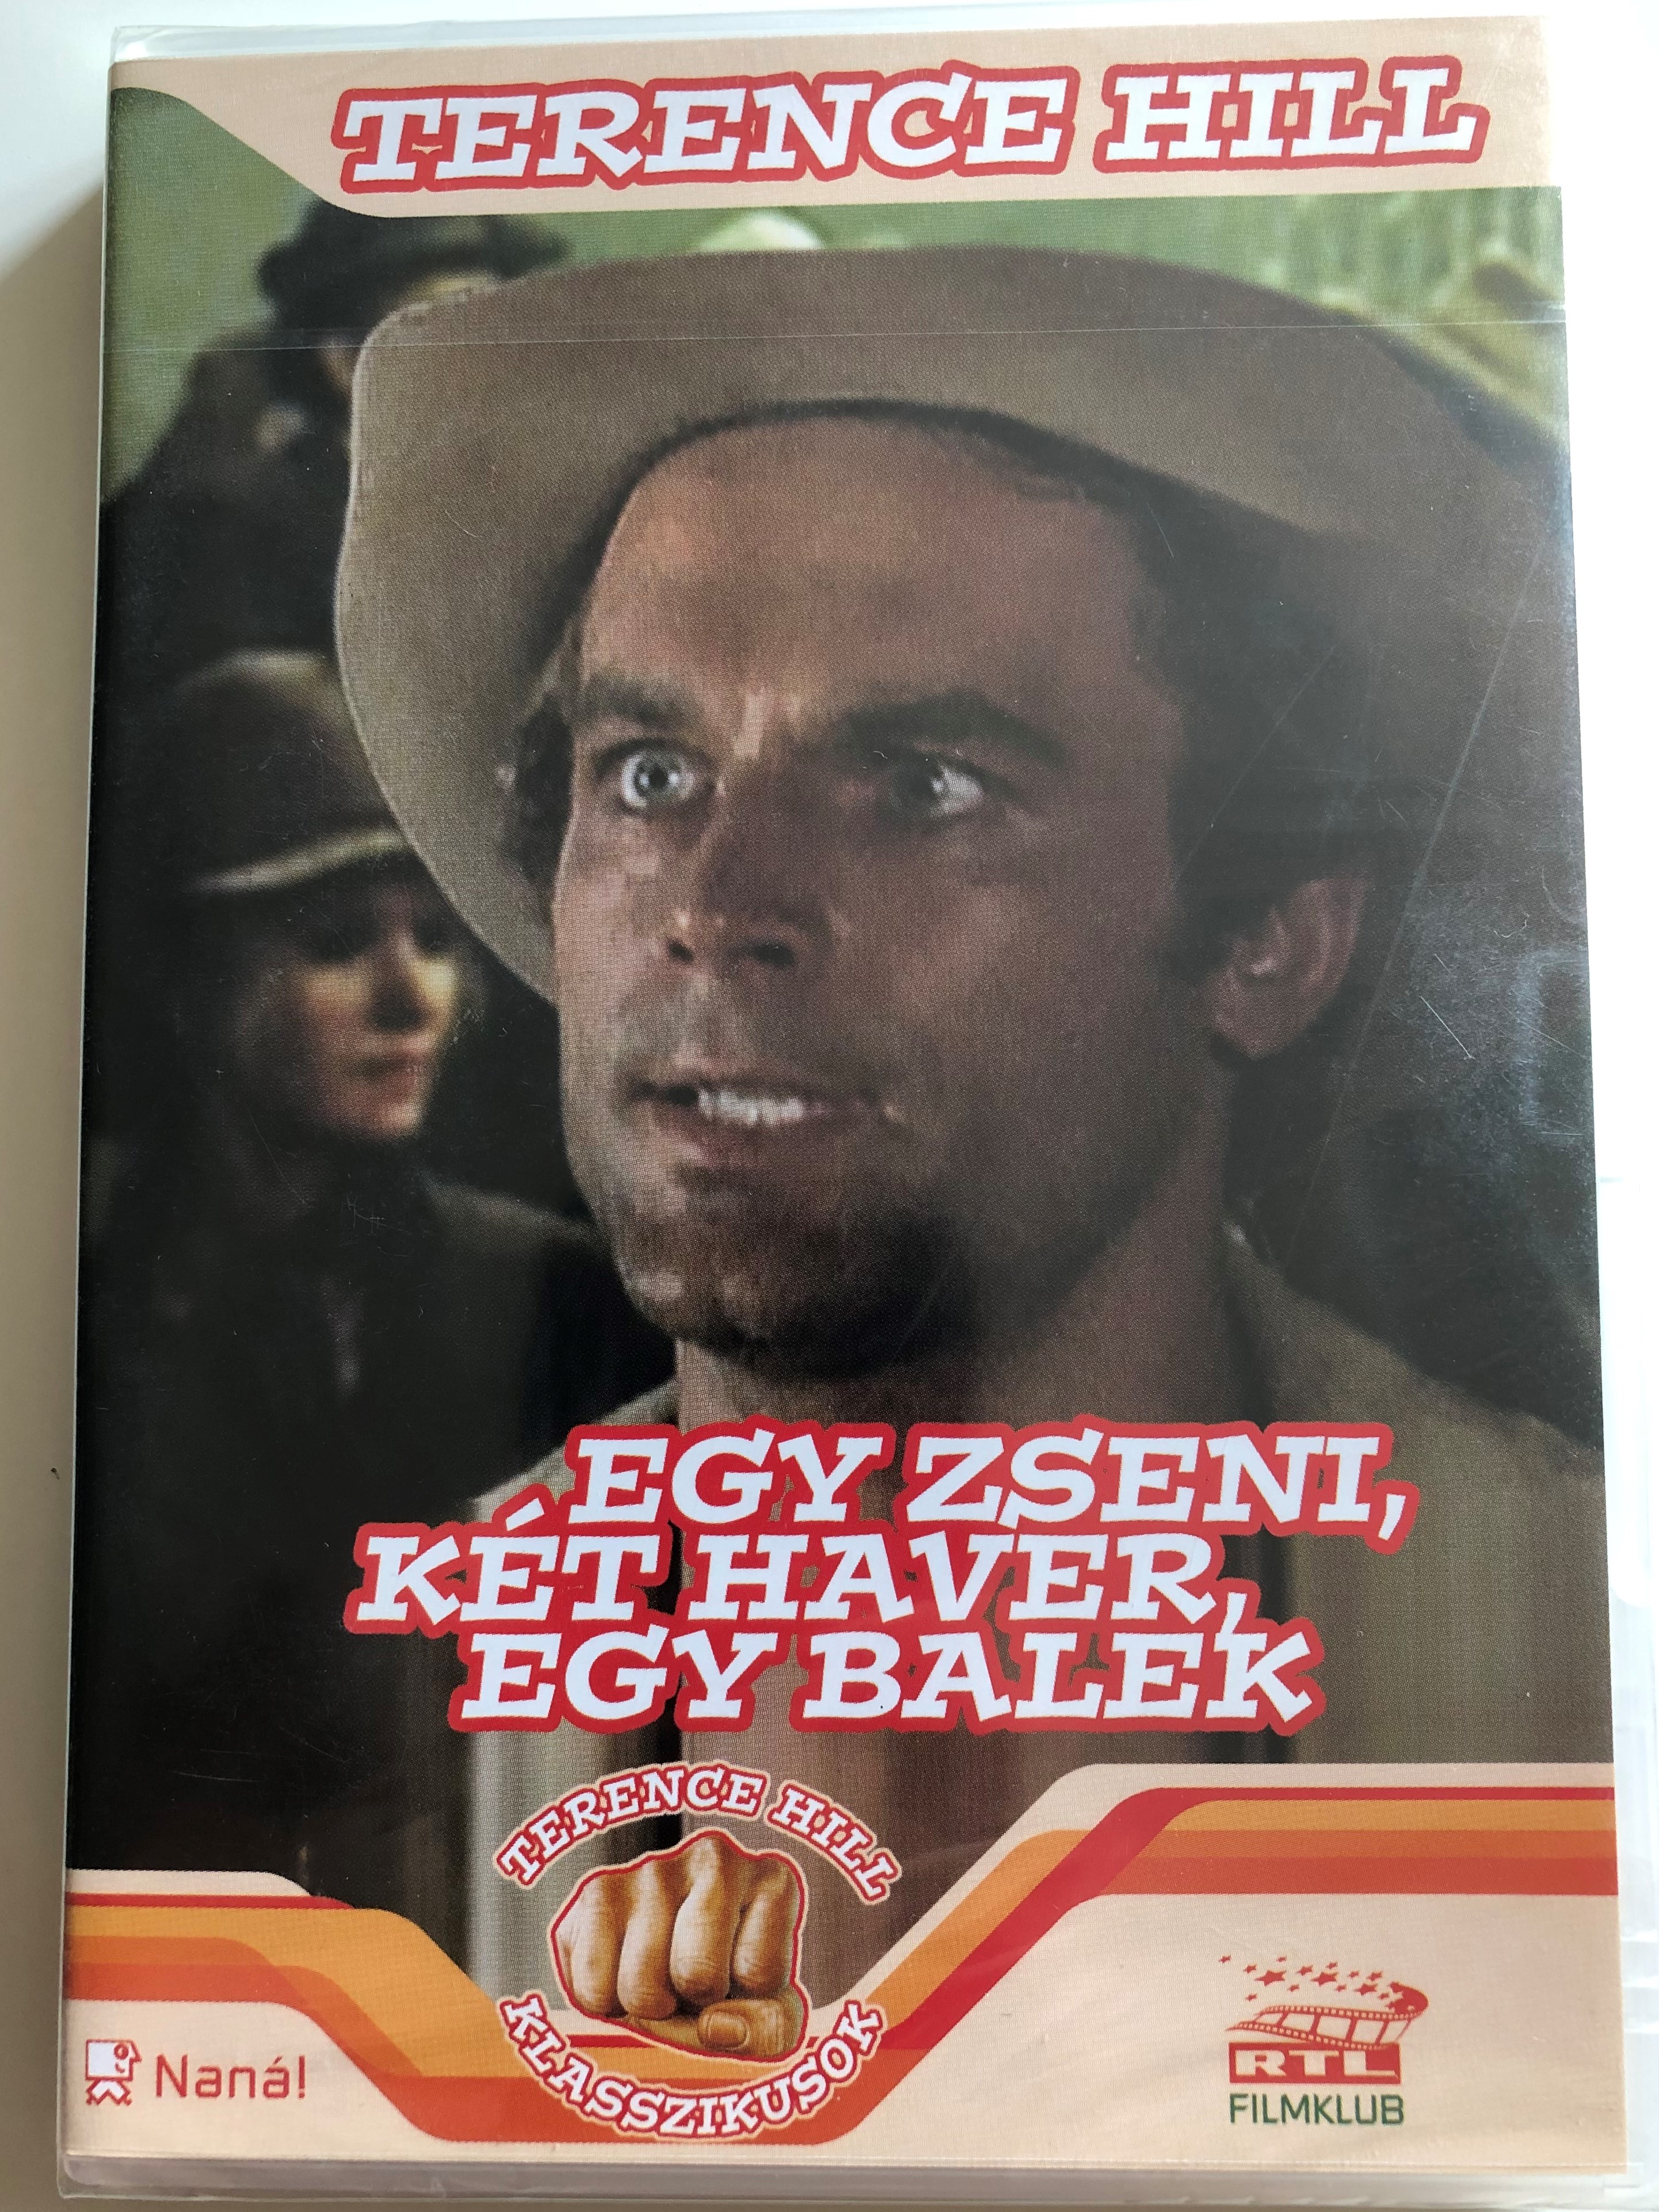 TERENCE HILL
EGY ZSENI,
KÉT HAVER,
EGY BALEK
TERENCE HILL
KLASSZIKUSOK
Naná!
RTL
FILMKLUB